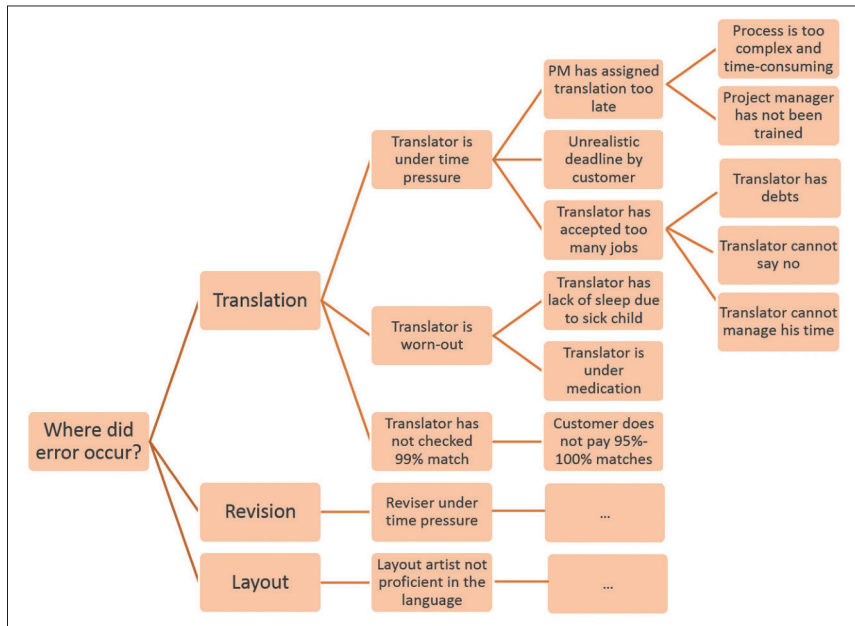 Where did
error occur?
Translation
Translator is
under time
pressure
PM has assigned
translation too
late
Process is too
complex and
time-consuming
Project manager
has not been
trained
Unrealistic
deadline by
customer
Translator has
accepted too
many jobs
Translator has
debts
Translator cannot
say no
Translator cannot
manage his time
Translator is
worn-out
Translator has
lack of sleep due
to sick child
Translator is
under
medication
Translator has
not checked
99% match
Customer does
not pay 95%-
100% matches
Revision
Reviser under
time pressure
...
Layout
Layout artist not
proficient in the
language
...